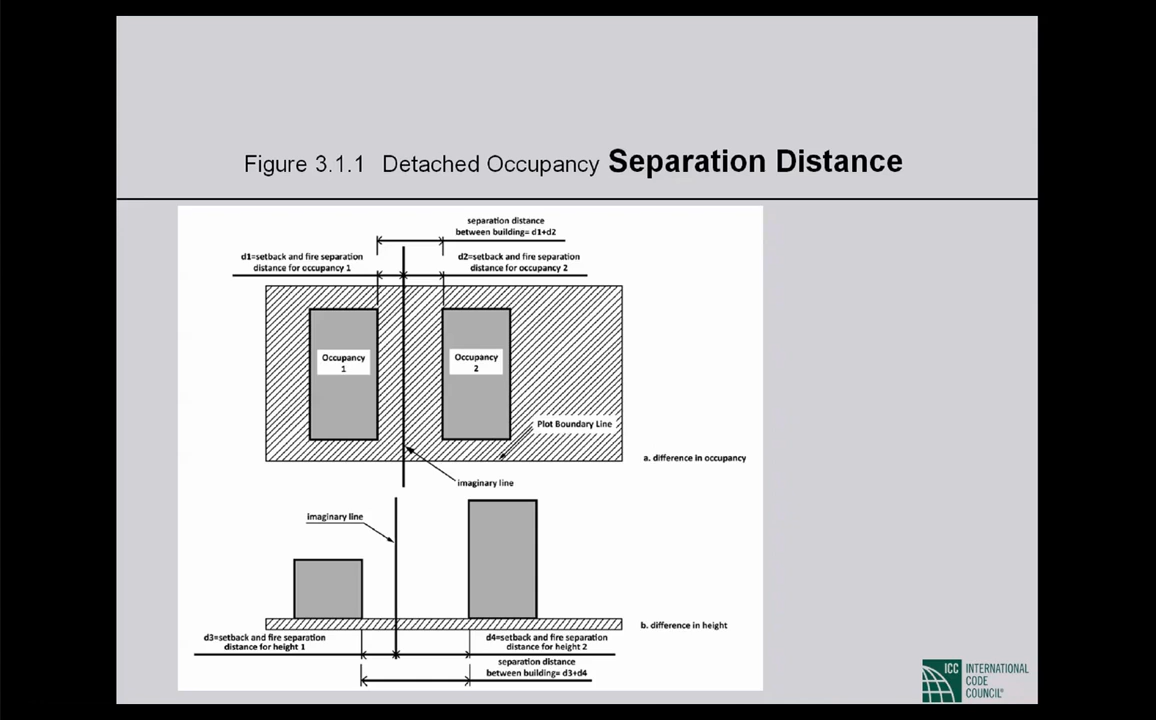 Figure 3.1.1 Detached Occupancy Separation Distance
separation distance
between building= d1+d2
d1=setback and fire separation
distance for occupancy 1
d2=setback and fire separation
distance for occupancy 2
Occupancy
1
Occupancy
2
Plot Boundary Line
a. difference in occupancy
imaginary line
imaginary line
b. difference in height
d3=setback and fire separation
distance for height 1
d4=setback and fire separation
distance for height 2
separation distance
between building= d3+d4
ICC
INTERNATIONAL
CODE
COUNCIL®